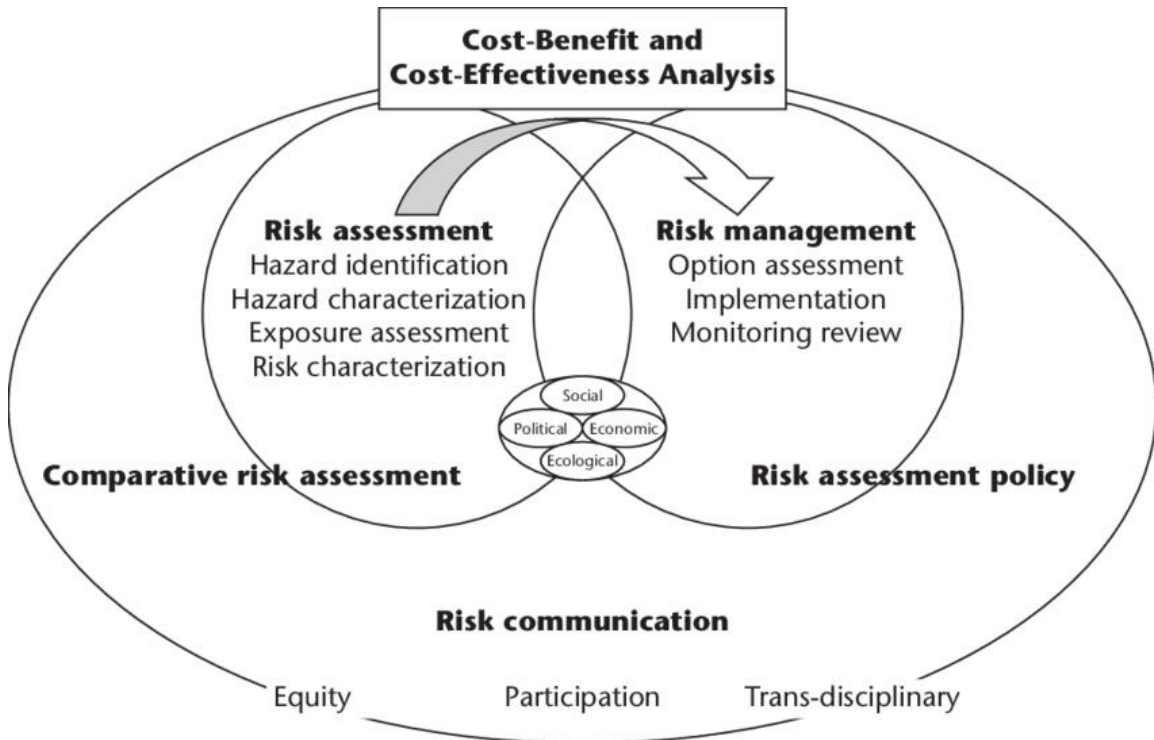 Cost-Benefit and
Cost-Effectiveness Analysis
Risk assessment
Hazard identification
Hazard characterization
Exposure assessment
Risk characterization
Risk management
Option assessment
Implementation
Monitoring review
Social
Political
Economic
Ecological
Comparative risk assessment
Risk assessment policy
Risk communication
Equity
Participation
Trans-disciplinary